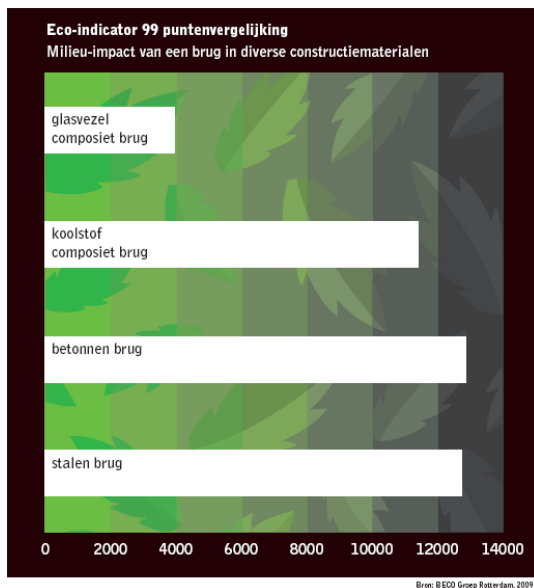 Eco-indicator 99 puntenvergelijking
Milieu-impact van een brug in diverse constructiematerialen
glasvezel
composiet brug
koolstof
composiet brug
betonnen brug
stalen brug
0 2000 4000 6000 8000 10000 12000 14000
Bron: BECO Groep Rotterdam, 2009